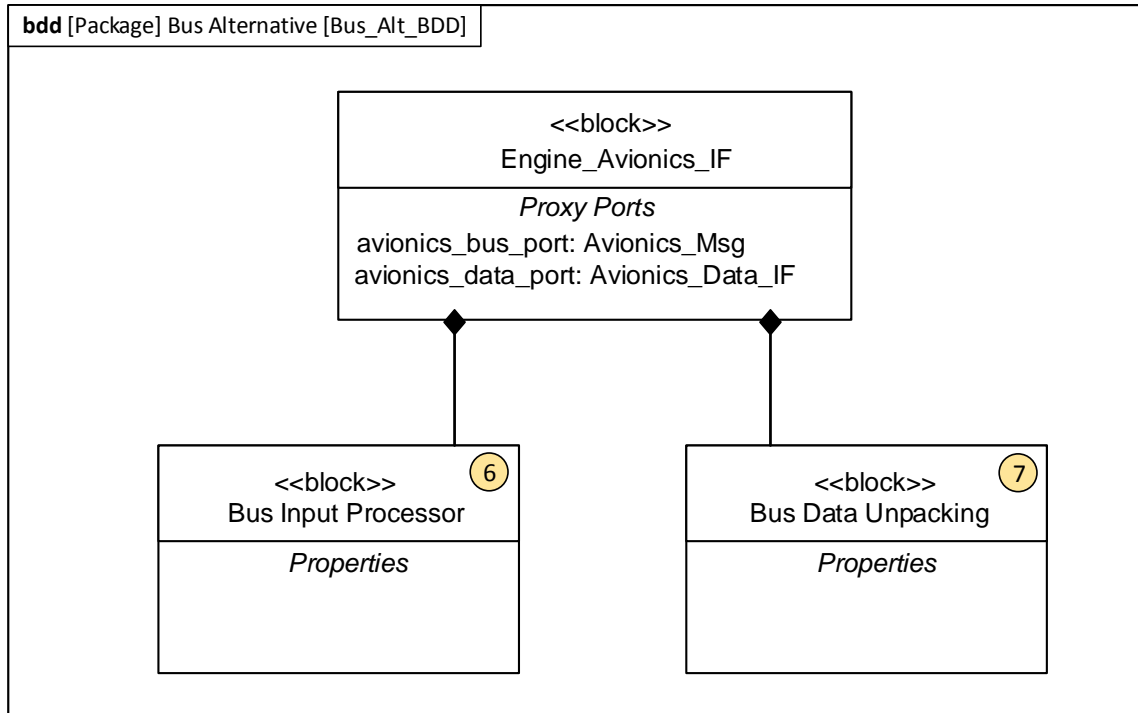 bdd [Package] Bus Alternative [Bus_Alt_BDD]
<<block>>
Engine_Avionics_IF
Proxy Ports
avionics_bus_port: Avionics_Msg
avionics_data_port: Avionics_Data_IF
6
<<block>>
Bus Input Processor
Properties
7
<<block>>
Bus Data Unpacking
Properties